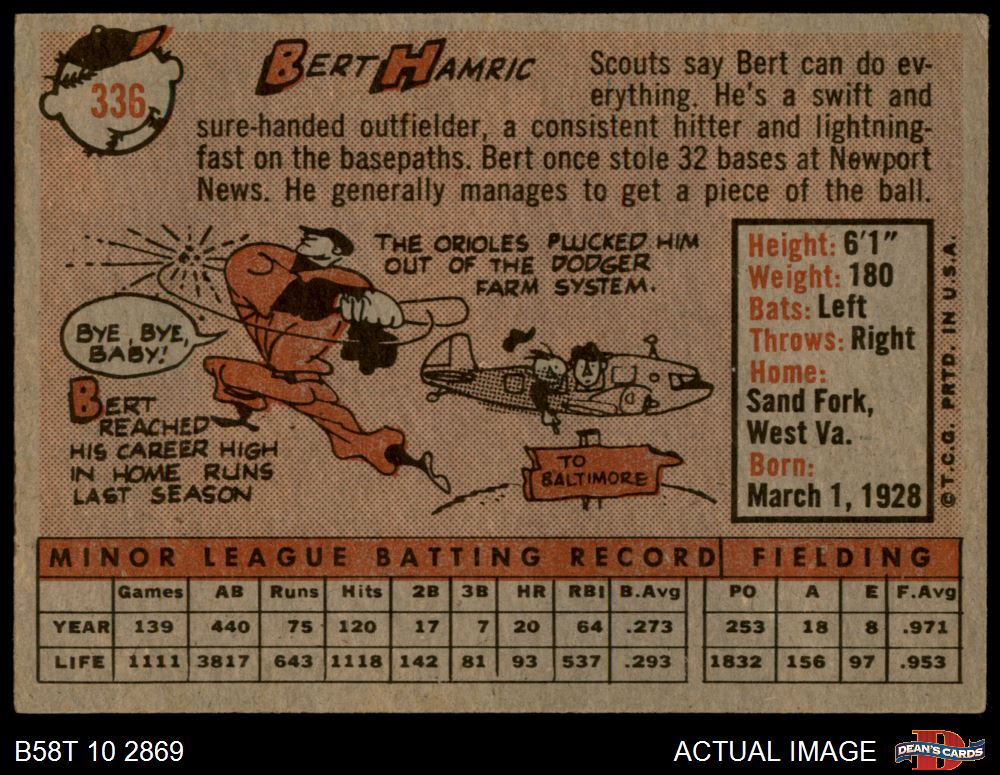 336
BERT HAMRIC
Scouts say Bert can do ev-
erything. He's a swift and
sure-handed outfielder, a consistent hitter and lightning-
fast on the basepaths. Bert once stole 32 bases at Newport
News. He generally manages to get a piece of the ball.
THE ORIOLES PLUCKED HIM
OUT OF THE DODGER
FARM SYSTEM.
BYE, BYE,
BABY!
BERT
REACHED
HIS CAREER HIGH
IN HOME RUNS
LAST SEASON
TO
BALTIMORE
Height: 6'1"
Weight: 180
Bats: Left
Throws: Right
Home:
Sand Fork,
West Va.
Born:
March 1, 1928
© T.C.G. PRTD. IN U.S.A.
MINOR LEAGUE BATTING RECORD FIELDING
Games AB Runs Hits 2B 3B HR RBI B.Avg PO A E F.Avg
YEAR 139 440 75 120 17 7 20 64 .273 253 18 8 .971
LIFE 1111 3817 643 1118 142 81 93 537 .293 1832 156 97 .953
B58T 10 2869
ACTUAL IMAGE
D
DEAN'S CARDS